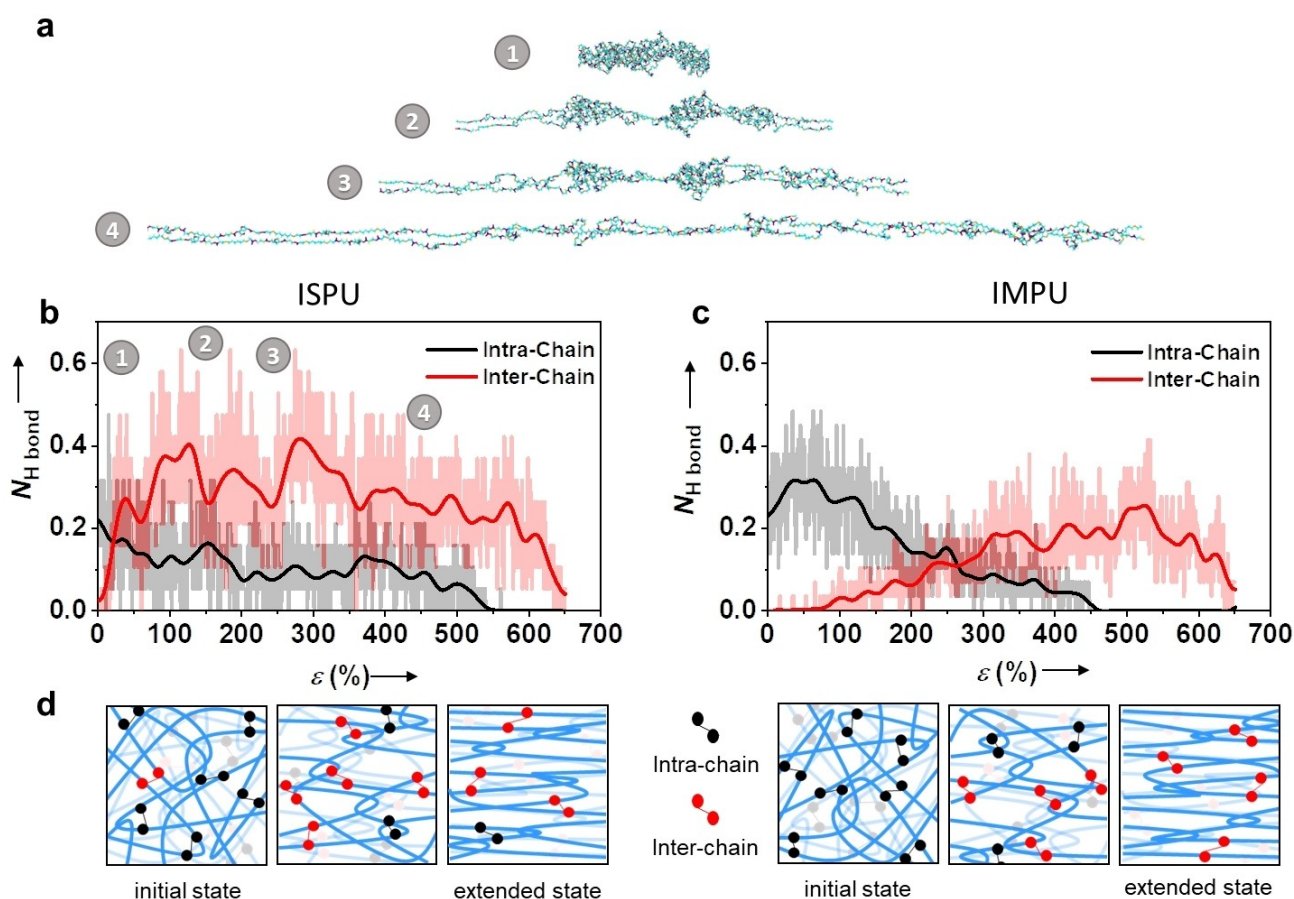 a
1
2
3
4
ISPU
IMPU
b
c
1
2
3
4
Intra-Chain
Inter-Chain
Intra-Chain
Inter-Chain
N H bond
0.6
0.4
0.2
0.0
0 100 200 300 400 500 600 700
ε (%)
N H bond
0.6
0.4
0.2
0.0
0 100 200 300 400 500 600 700
ε (%)
d
Intra-chain
Inter-chain
initial state
extended state
initial state
extended state